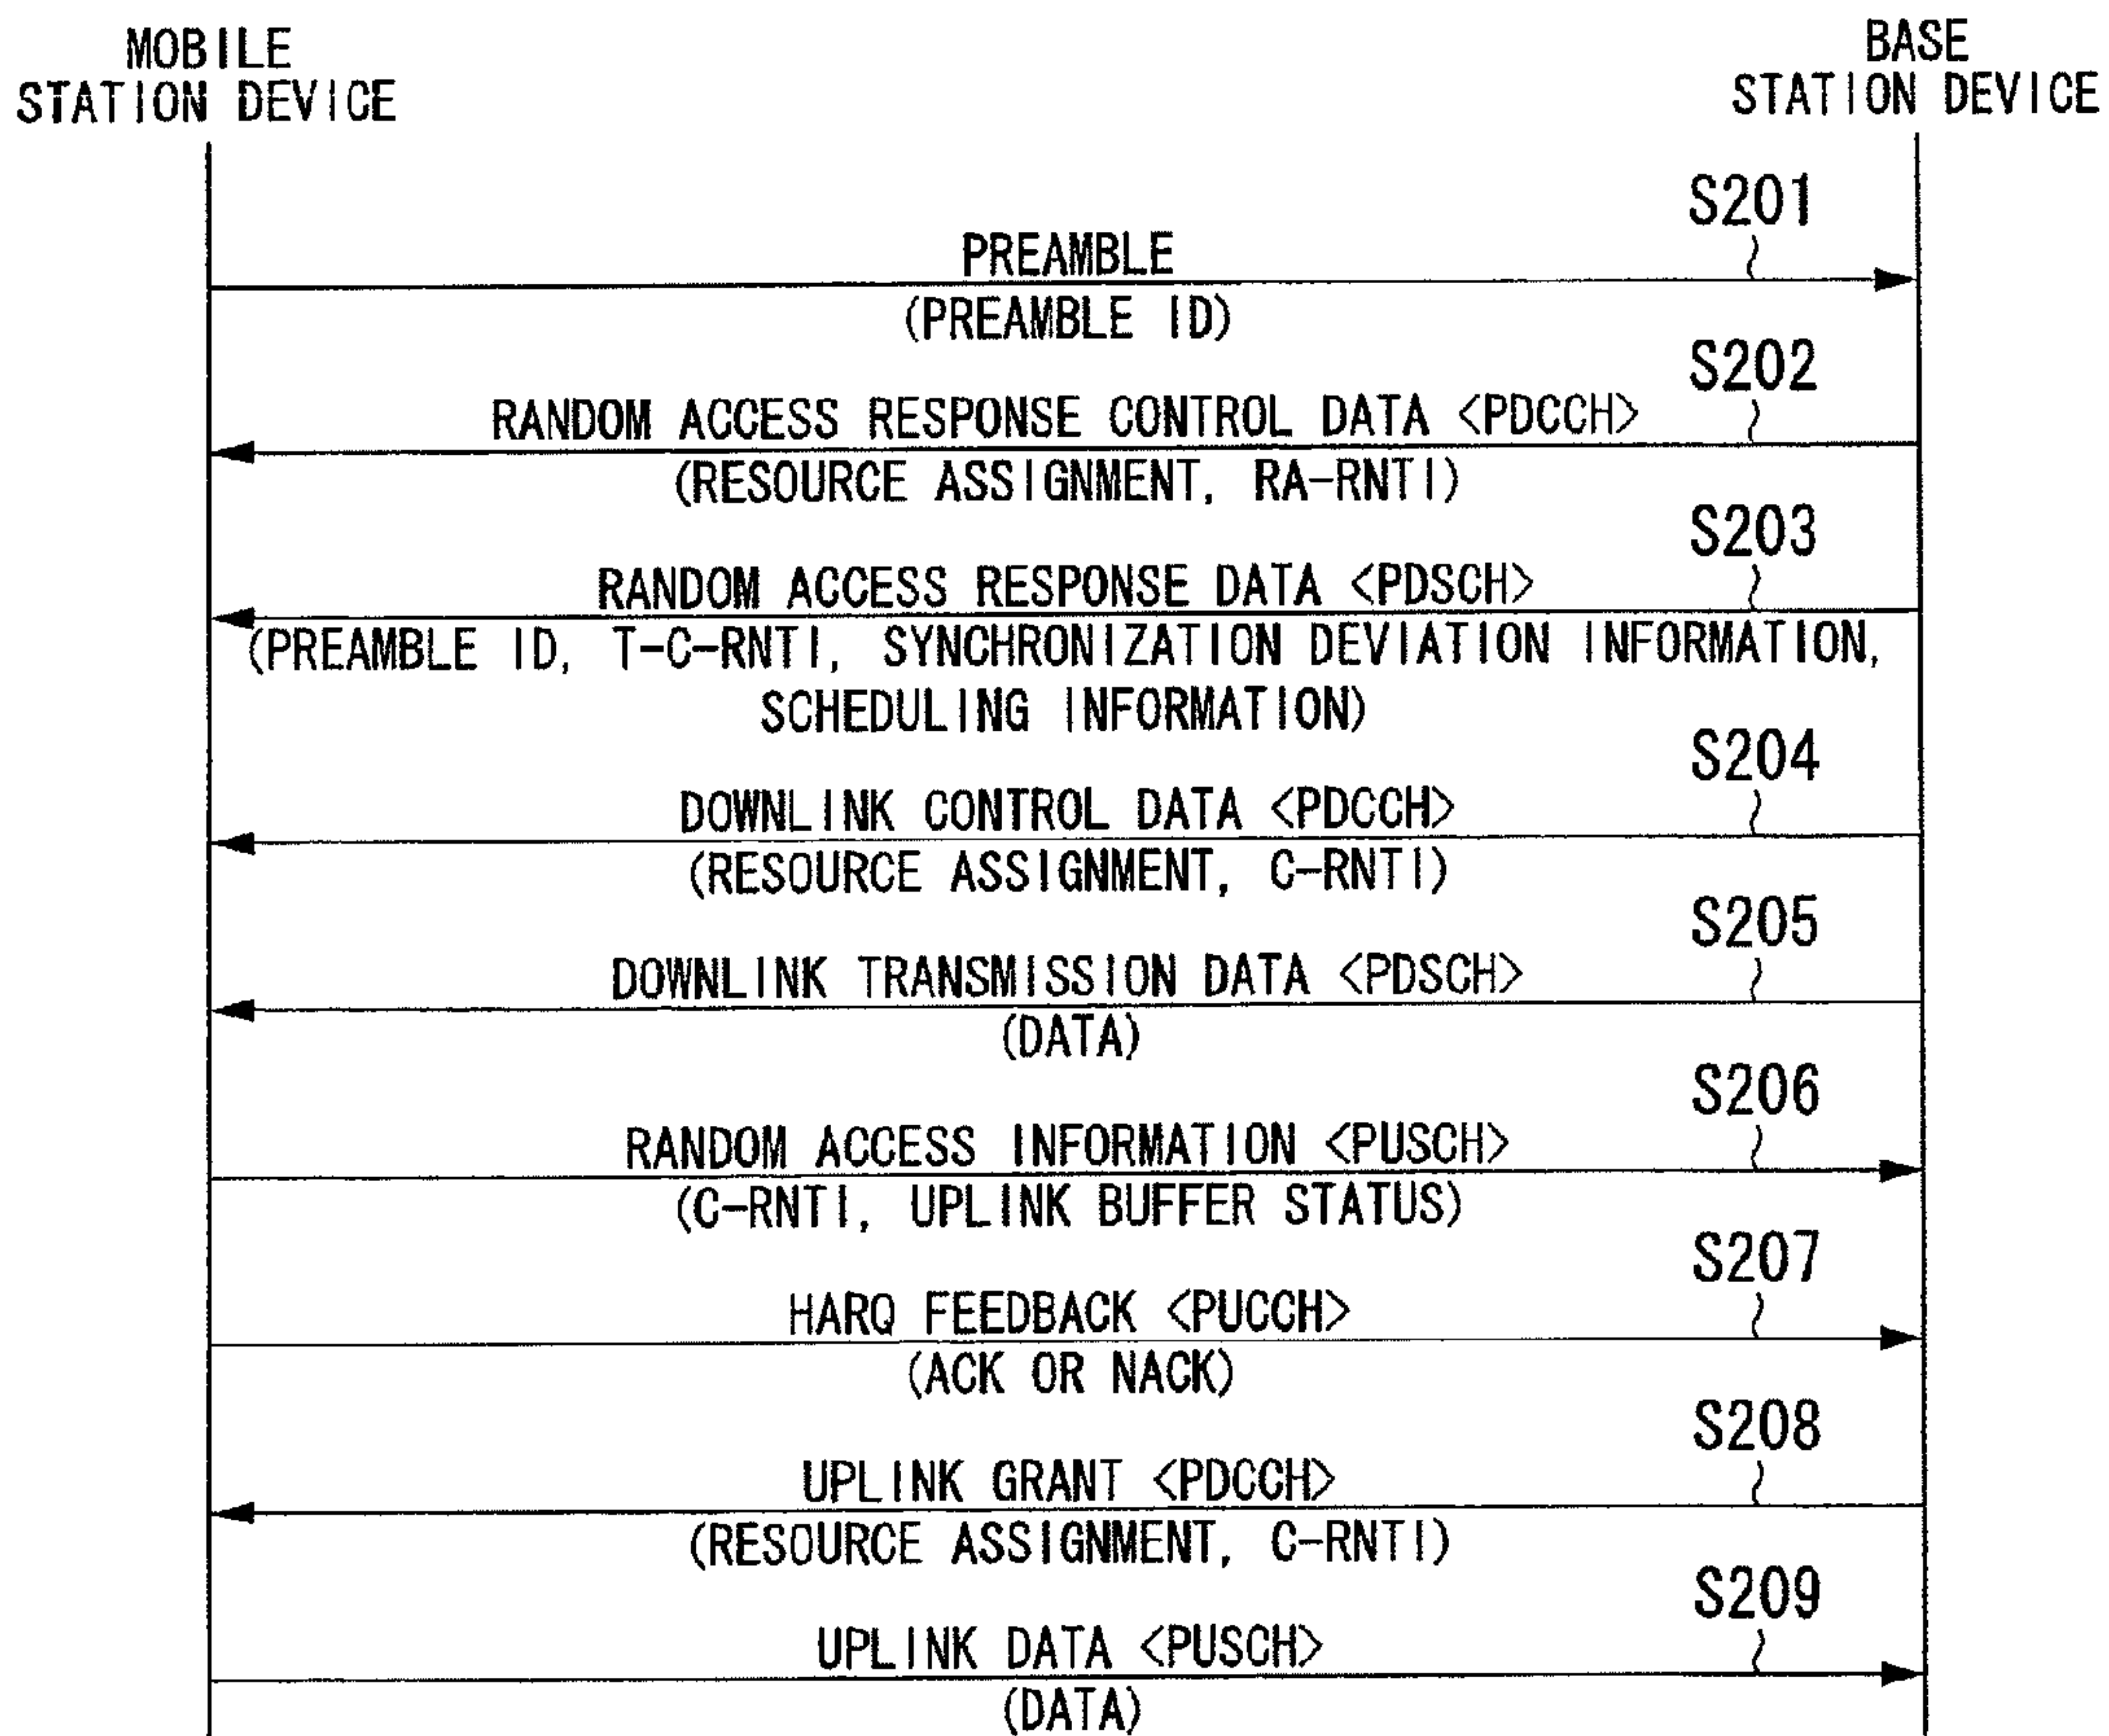 MOBILE
STATION DEVICE
BASE
STATION DEVICE
S201
PREAMBLE
(PREAMBLE ID)
S202
RANDOM ACCESS RESPONSE CONTROL DATA <PDCCH>
(RESOURCE ASSIGNMENT, RA-RNTI)
S203
RANDOM ACCESS RESPONSE DATA <PDSCH>
(PREAMBLE ID, T-C-RNTI, SYNCHRONIZATION DEVIATION INFORMATION,
SCHEDULING INFORMATION)
S204
DOWNLINK CONTROL DATA <PDCCH>
(RESOURCE ASSIGNMENT, C-RNTI)
S205
DOWNLINK TRANSMISSION DATA <PDSCH>
(DATA)
S206
RANDOM ACCESS INFORMATION <PUSCH>
(C-RNTI, UPLINK BUFFER STATUS)
S207
HARQ FEEDBACK <PUCCH>
(ACK OR NACK)
S208
UPLINK GRANT <PDCCH>
(RESOURCE ASSIGNMENT, C-RNTI)
S209
UPLINK DATA <PUSCH>
(DATA)